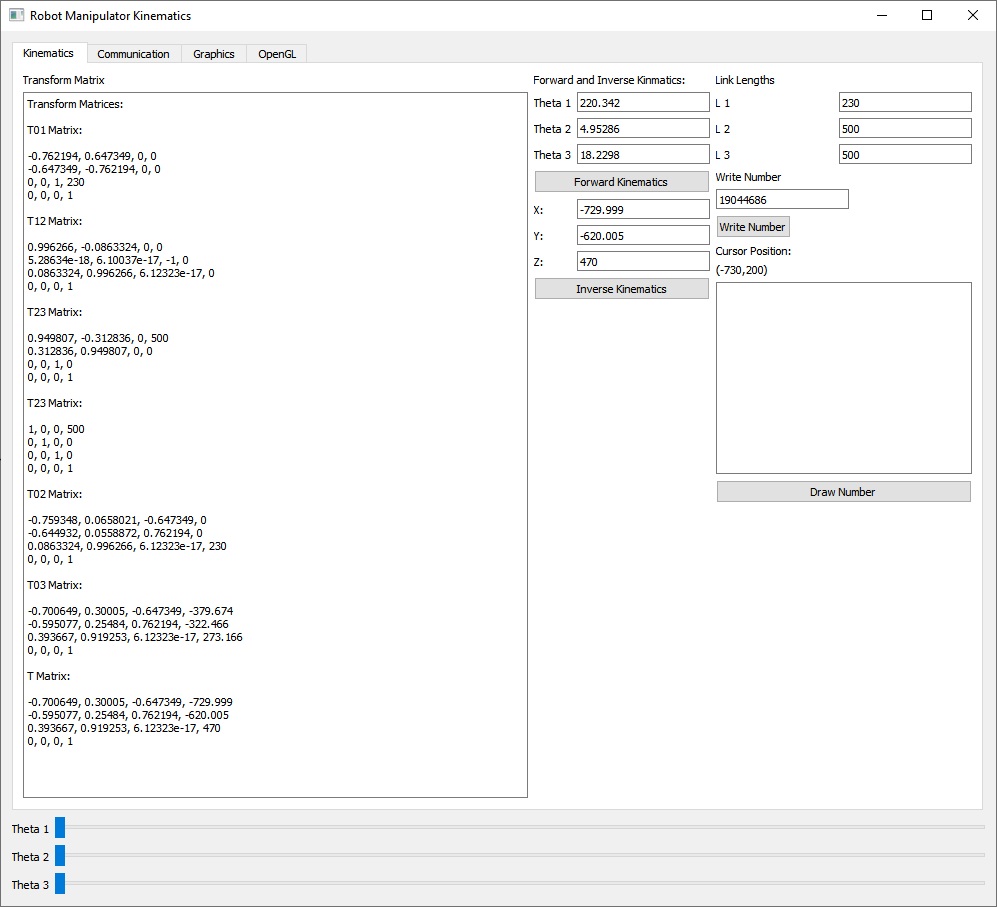 Robot Manipulator Kinematics
Kinematics Communication Graphics OpenGL
Transform Matrix
Transform Matrices:
T01 Matrix:
-0.762194, 0.647349, 0, 0
-0.647349, -0.762194, 0, 0
0, 0, 1, 230
0, 0, 0, 1
T12 Matrix:
0.996266, -0.0863324, 0, 0
5.28634e-18, 6.10037e-17, -1, 0
0.0863324, 0.996266, 6.12323e-17, 0
0, 0, 0, 1
T23 Matrix:
0.949807, -0.312836, 0, 500
0.312836, 0.949807, 0, 0
0, 0, 1, 0
0, 0, 0, 1
T23 Matrix:
1, 0, 0, 500
0, 1, 0, 0
0, 0, 1, 0
0, 0, 0, 1
T02 Matrix:
-0.759348, 0.0658021, -0.647349, 0
-0.644932, 0.0558872, 0.762194, 0
0.0863324, 0.996266, 6.12323e-17, 230
0, 0, 0, 1
T03 Matrix:
-0.700649, 0.30005, -0.647349, -379.674
-0.595077, 0.25484, 0.762194, -322.466
0.393667, 0.919253, 6.12323e-17, 273.166
0, 0, 0, 1
T Matrix:
-0.700649, 0.30005, -0.647349, -729.999
-0.595077, 0.25484, 0.762194, -620.005
0.393667, 0.919253, 6.12323e-17, 470
0, 0, 0, 1
Forward and Inverse Kinmatics:
Theta 1 220.342
Theta 2 4.95286
Theta 3 18.2298
Forward Kinematics
X: -729.999
Y: -620.005
Z: 470
Inverse Kinematics
Link Lengths
L 1 230
L 2 500
L 3 500
Write Number
19044686
Write Number
Cursor Position:
(-730,200)
Draw Number
Theta 1
Theta 2
Theta 3